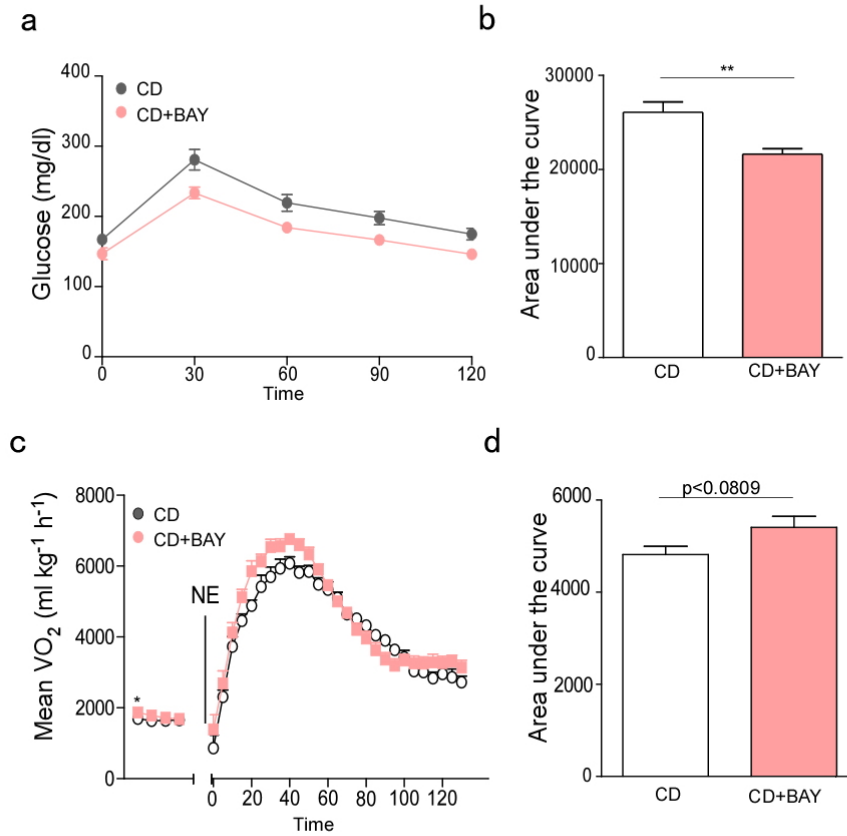 a
400
300
200
100
0
Glucose (mg/dl)
CD
CD+BAY
0 30 60 90 120
Time
b
30000
20000
10000
0
Area under the curve
**
CD CD+BAY
c
8000
6000
4000
2000
0
Mean VO2 (ml kg-1 h-1)
CD
CD+BAY
NE
*
0 20 40 60 80 100 120
Time
d
6000
4000
2000
0
Area under the curve
p<0.0809
CD CD+BAY